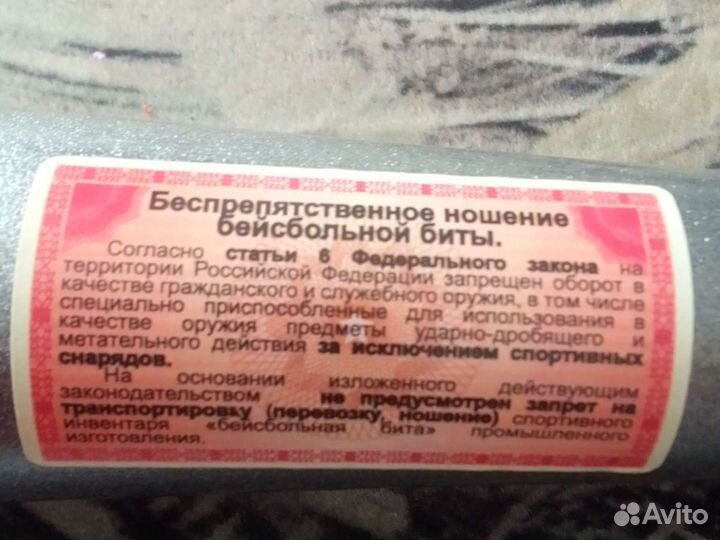 Беспрепятственное ношение
бейсбольной биты.
Согласно статьи 6 Федерального закона на
территории Российской Федерации запрещен оборот в
качестве гражданского и служебного оружия, в том числе
специально приспособленные для использования в
качестве оружия предметы ударно-дробящего и
метательного действия за исключением спортивных
снарядов.
На основании изложенного действующим
законодательством не предусмотрен запрет на
транспортировку (перевозку, ношение) спортивного
инвентаря «бейсбольная бита» промышленного
изготовления.
Avito